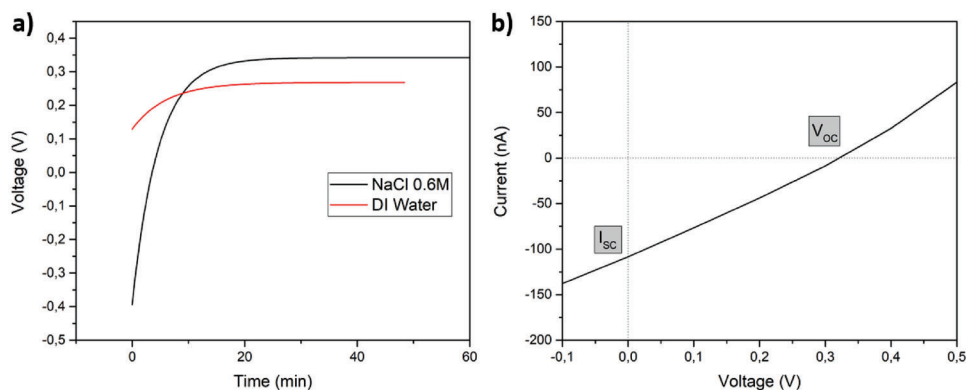 a)
0,4
0,3
0,2
0,1
0,0
-0,1
-0,2
-0,3
-0,4
-0,5
Voltage (V)
NaCl 0.6M
DI Water
0
20
40
60
Time (min)
b)
150
100
50
0
-50
-100
-150
-200
Current (nA)
V_OC
I_SC
-0,1
0,0
0,1
0,2
0,3
0,4
0,5
Voltage (V)